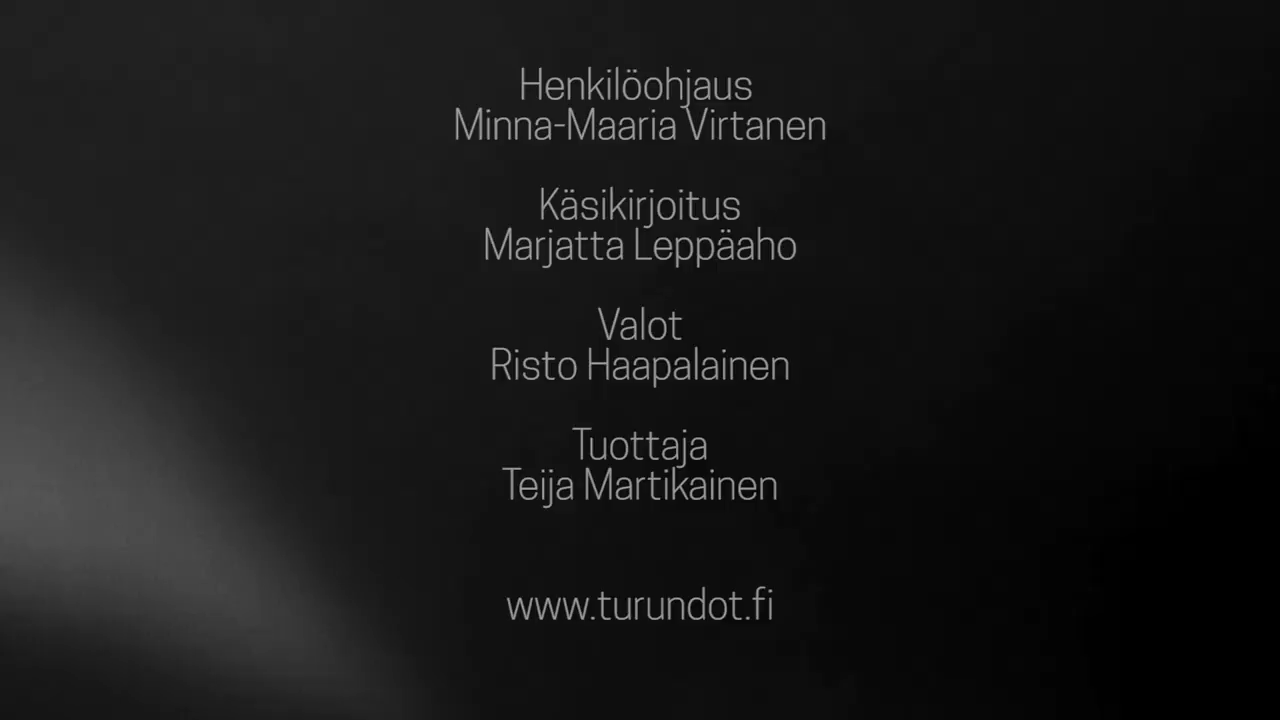 Henkilöohjaus
Minna-Maaria Virtanen
Käsikirjoitus
Marjatta Leppäaho
Valot
Risto Haapalainen
Tuottaja
Teija Martikainen
www.turundot.fi